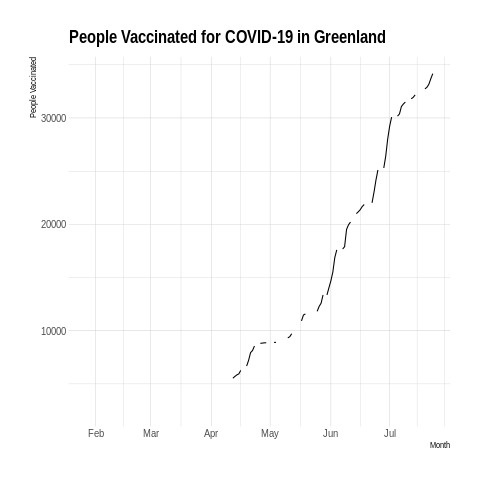 People Vaccinated for COVID-19 in Greenland
People Vaccinated
30000
20000
10000
Feb Mar Apr May Jun Jul
Month